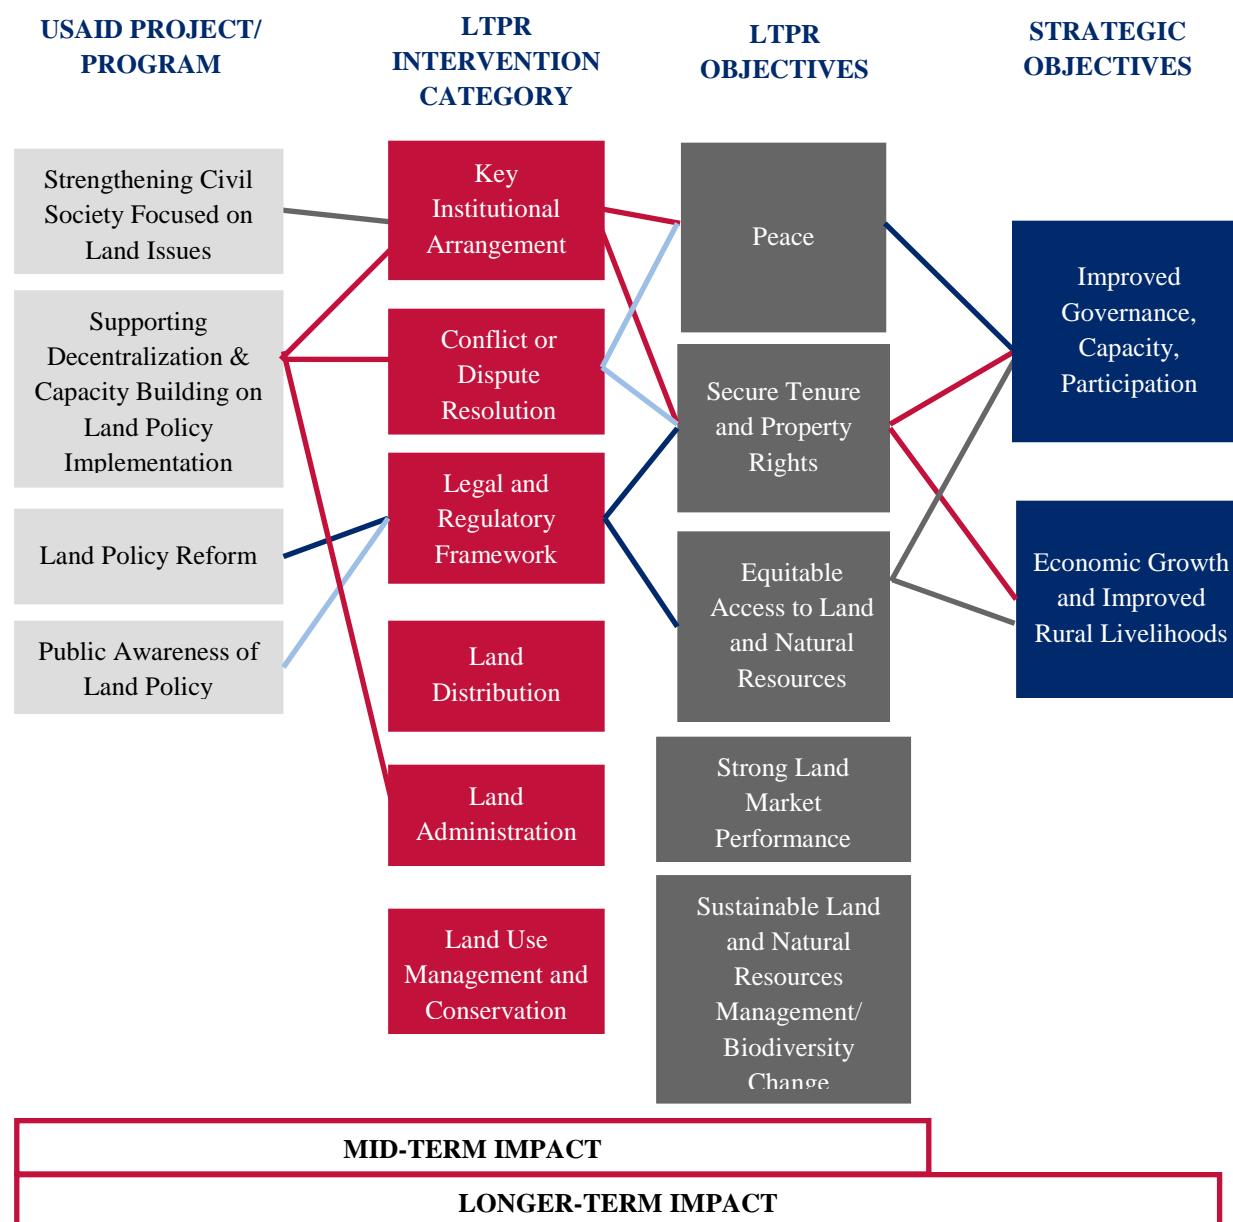 USAID PROJECT/
PROGRAM
LTPR
INTERVENTION
CATEGORY
LTPR
OBJECTIVES
STRATEGIC
OBJECTIVES
Strengthening Civil
Society Focused on
Land Issues
Supporting
Decentralization &
Capacity Building on
Land Policy
Implementation
Land Policy Reform
Public Awareness of
Land Policy
Key
Institutional
Arrangement
Conflict or
Dispute
Resolution
Legal and
Regulatory
Framework
Land
Distribution
Land
Administration
Land Use
Management and
Conservation
Peace
Secure Tenure
and Property
Rights
Equitable
Access to Land
and Natural
Resources
Strong Land
Market
Performance
Sustainable Land
and Natural
Resources
Management/
Biodiversity
Change
Improved
Governance,
Capacity,
Participation
Economic Growth
and Improved
Rural Livelihoods
MID-TERM IMPACT
LONGER-TERM IMPACT